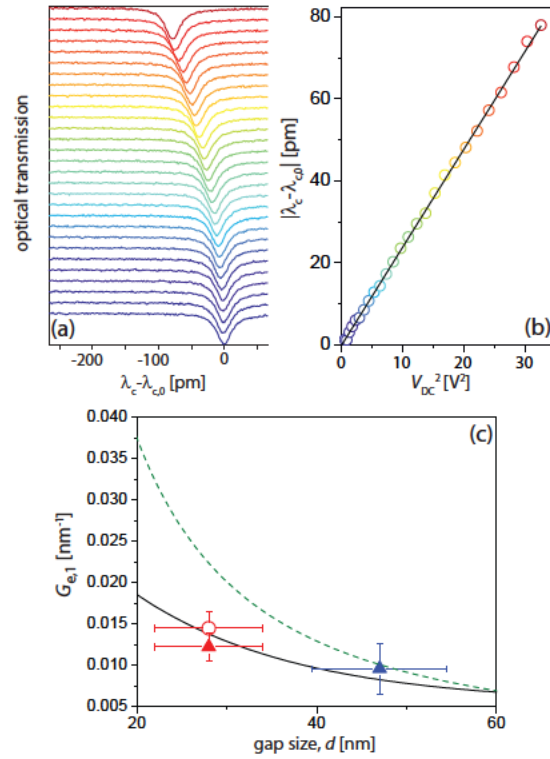 optical transmission
(a)
-200
-100
0
λc-λc,0 [pm]
80
60
40
20
0
|λc-λc,0| [pm]
(b)
0
10
20
30
VDC² [V²]
(c)
0.040
0.035
0.030
0.025
0.020
0.015
0.010
0.005
Ge,1 [nm⁻¹]
20
40
60
gap size, d [nm]